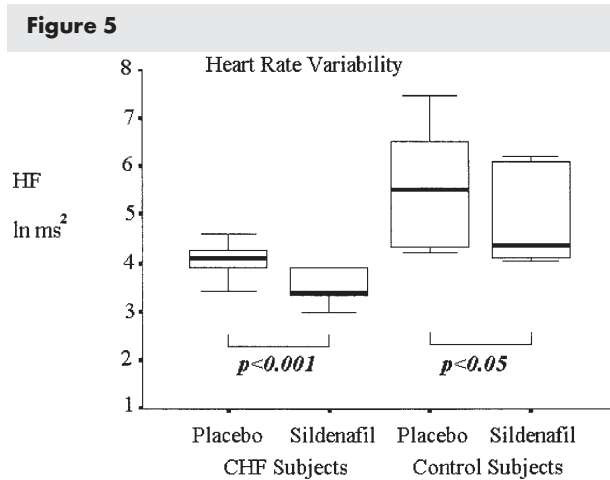 Figure 5
Heart Rate Variability
8
7
6
5
4
3
2
1
HF
ln ms²
p<0.001
p<0.05
Placebo Sildenafil Placebo Sildenafil
CHF Subjects Control Subjects